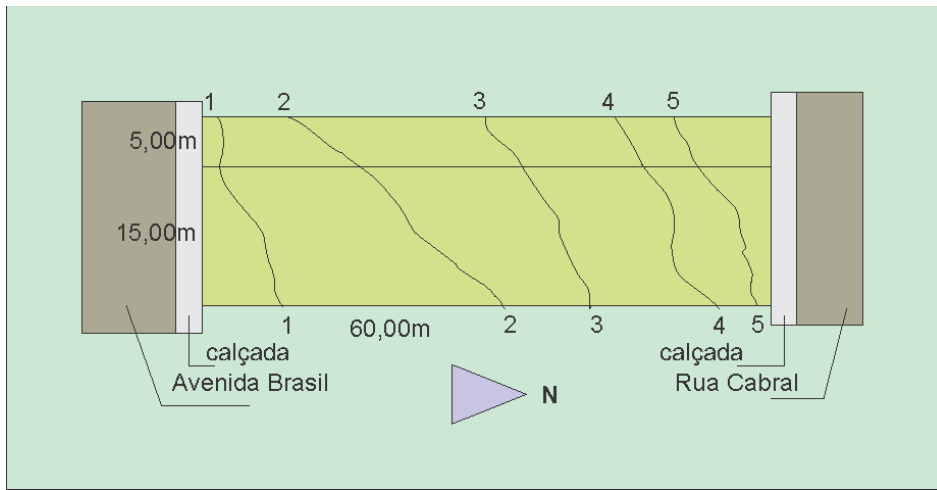 1 2 3 4 5
5,00m
15,00m
1 60,00m 2 3 4 5
calçada calçada
Avenida Brasil Rua Cabral
N